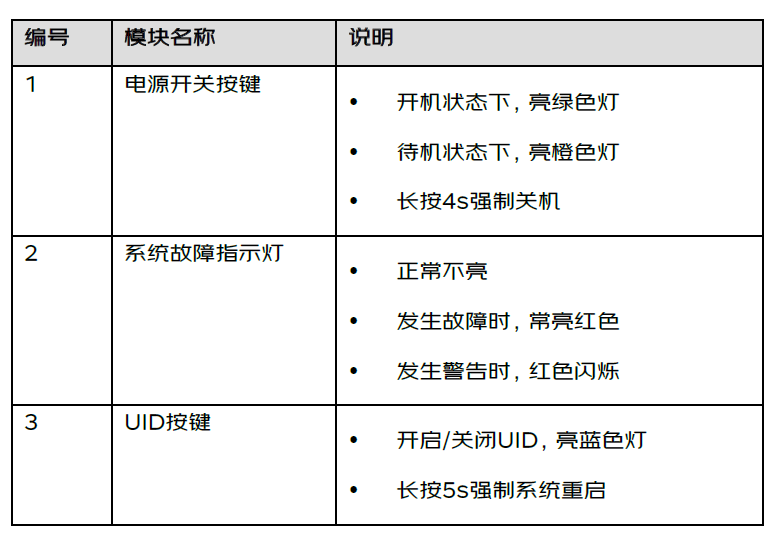 编号 模块名称 说明
1 电源开关按键
• 开机状态下, 亮绿色灯
• 待机状态下, 亮橙色灯
• 长按4s强制关机
2 系统故障指示灯
• 正常不亮
• 发生故障时, 常亮红色
• 发生警告时, 红色闪烁
3 UID按键
• 开启/关闭UID, 亮蓝色灯
• 长按5s强制系统重启